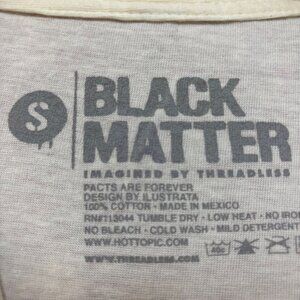 S
BLACK
MATTER
IMAGINED BY THREADLESS
PACTS ARE FOREVER
DESIGN BY ILUSTRATA
100% COTTON • MADE IN MEXICO
RN#113044 TUMBLE DRY • LOW HEAT • NO IRON
NO BLEACH • COLD WASH • MILD DETERGENT
WWW.HOTTOPIC.COM
WWW.THREADLESS.COM